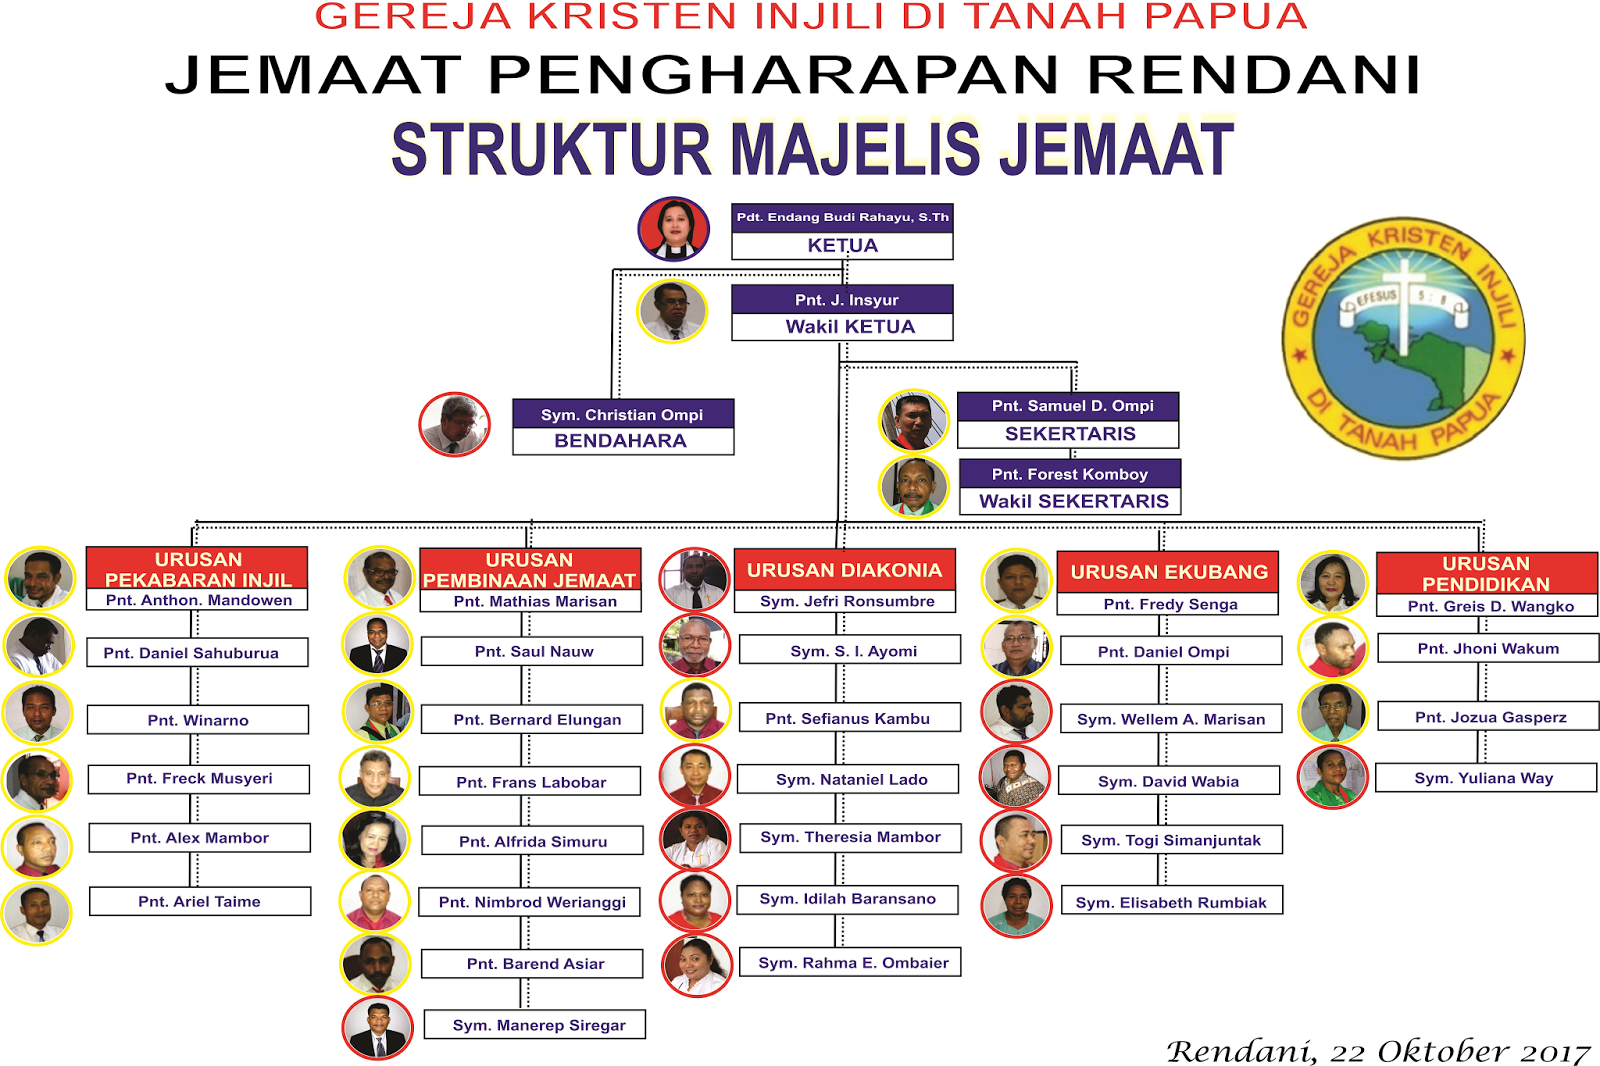 GEREJA KRISTEN INJILI DI TANAH PAPUA
JEMAAT PENGHARAPAN RENDANI
STRUKTUR MAJELIS JEMAAT
Pdt. Endang Budi Rahayu, S.Th
KETUA
Pnt. J. Insyur
Wakil KETUA
Sym. Christian Ompi
BENDAHARA
Pnt. Samuel D. Ompi
SEKERTARIS
Pnt. Forest Komboy
Wakil SEKERTARIS
GEREJA KRISTEN INJILI
DI TANAH PAPUA
EFESUS 5 : 8
URUSAN
PEKABARAN INJIL
Pnt. Anthon. Mandowen
Pnt. Daniel Sahuburua
Pnt. Winarno
Pnt. Freck Musyeri
Pnt. Alex Mambor
Pnt. Ariel Taime
URUSAN
PEMBINAAN JEMAAT
Pnt. Mathias Marisan
Pnt. Saul Nauw
Pnt. Bernard Elungan
Pnt. Frans Labobar
Pnt. Alfrida Simuru
Pnt. Nimbrod Werianggi
Pnt. Barend Asiar
Sym. Manerep Siregar
URUSAN DIAKONIA
Sym. Jefri Ronsumbre
Sym. S. I. Ayomi
Pnt. Sefianus Kambu
Sym. Nataniel Lado
Sym. Theresia Mambor
Sym. Idilah Baransano
Sym. Rahma E. Ombaier
URUSAN EKUBANG
Pnt. Fredy Senga
Pnt. Daniel Ompi
Sym. Wellem A. Marisan
Sym. David Wabia
Sym. Togi Simanjuntak
Sym. Elisabeth Rumbiak
URUSAN
PENDIDIKAN
Pnt. Greis D. Wangko
Pnt. Jhoni Wakum
Pnt. Jozua Gasperz
Sym. Yuliana Way
Rendani, 22 Oktober 2017